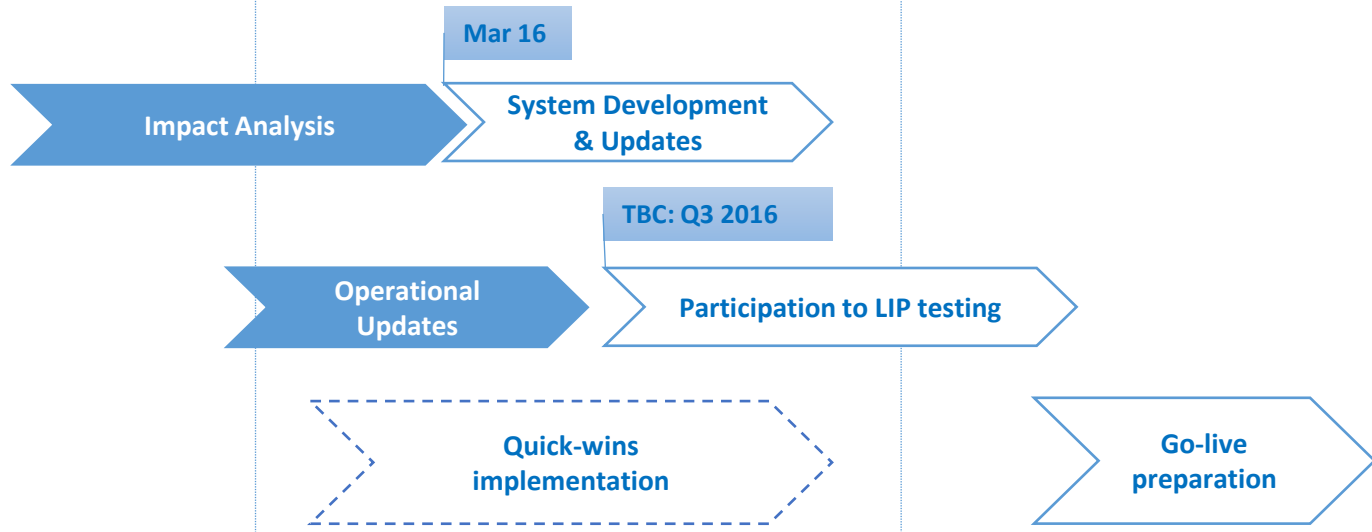 Mar 16
Impact Analysis
System Development
& Updates
TBC: Q3 2016
Operational
Updates
Participation to LIP testing
Quick-wins
implementation
Go-live
preparation